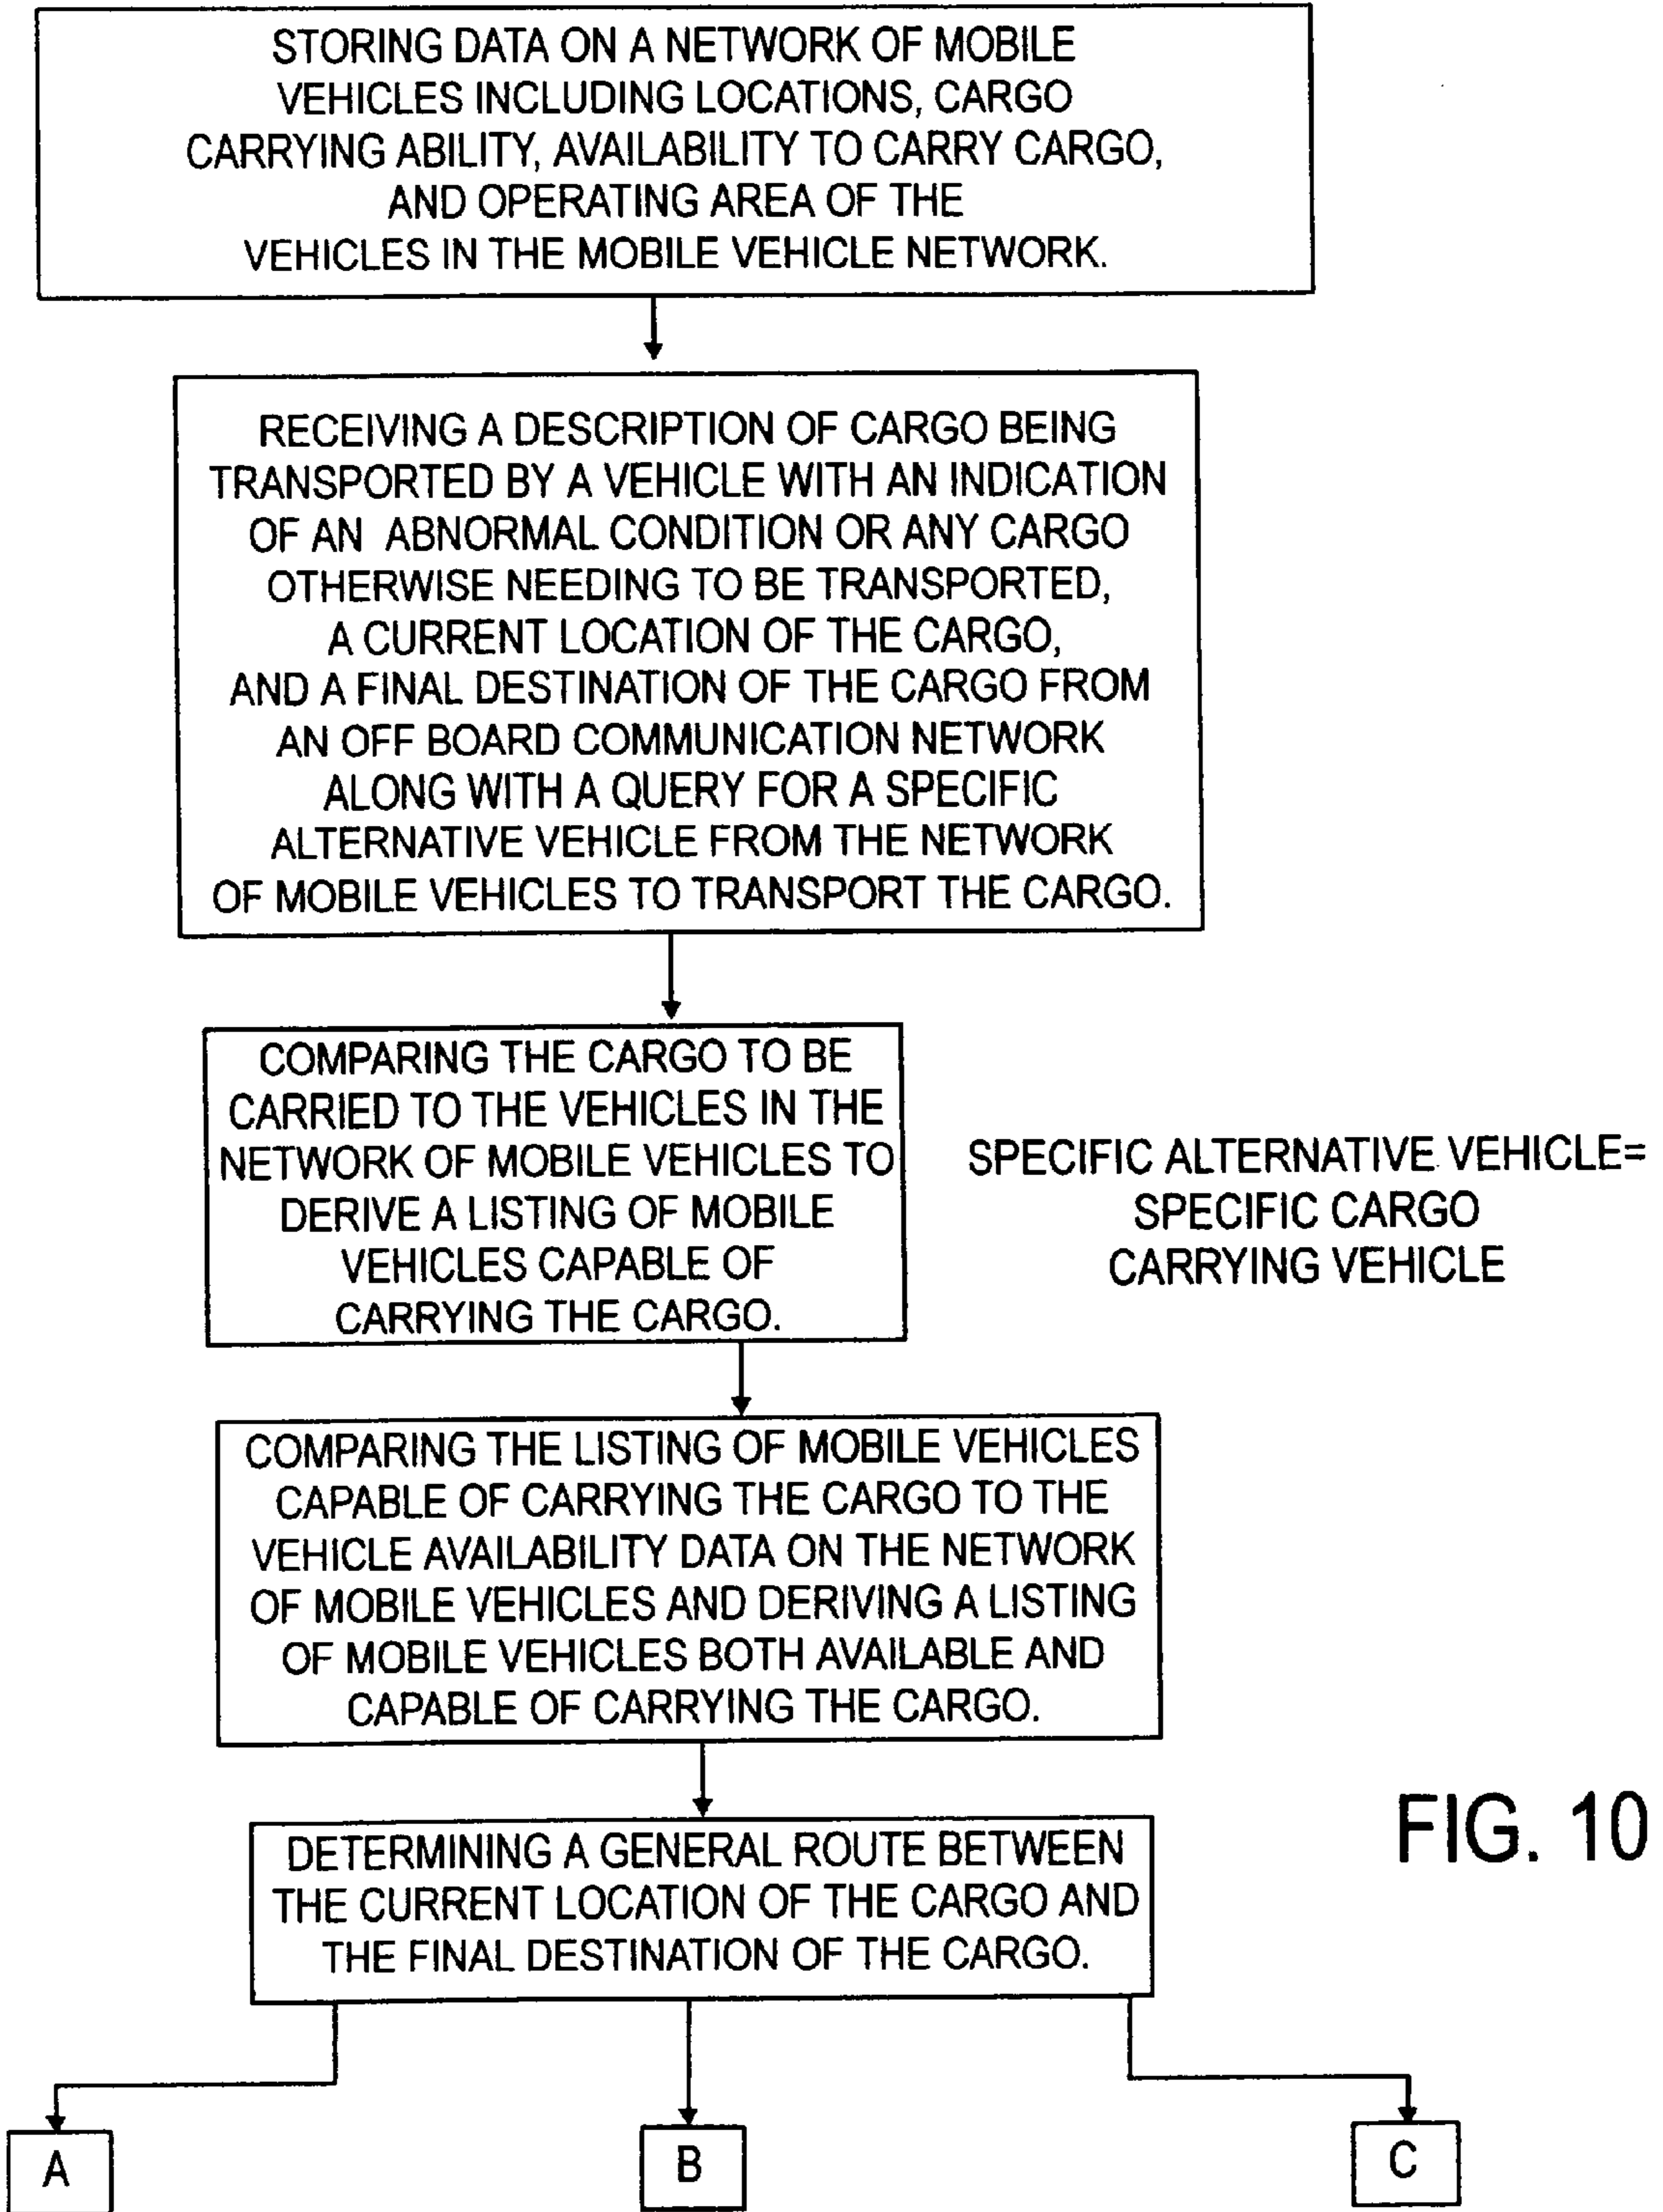 STORING DATA ON A NETWORK OF MOBILE
VEHICLES INCLUDING LOCATIONS, CARGO
CARRYING ABILITY, AVAILABILITY TO CARRY CARGO,
AND OPERATING AREA OF THE
VEHICLES IN THE MOBILE VEHICLE NETWORK.
RECEIVING A DESCRIPTION OF CARGO BEING
TRANSPORTED BY A VEHICLE WITH AN INDICATION
OF AN ABNORMAL CONDITION OR ANY CARGO
OTHERWISE NEEDING TO BE TRANSPORTED,
A CURRENT LOCATION OF THE CARGO,
AND A FINAL DESTINATION OF THE CARGO FROM
AN OFF BOARD COMMUNICATION NETWORK
ALONG WITH A QUERY FOR A SPECIFIC
ALTERNATIVE VEHICLE FROM THE NETWORK
OF MOBILE VEHICLES TO TRANSPORT THE CARGO.
COMPARING THE CARGO TO BE
CARRIED TO THE VEHICLES IN THE
NETWORK OF MOBILE VEHICLES TO
DERIVE A LISTING OF MOBILE
VEHICLES CAPABLE OF
CARRYING THE CARGO.
SPECIFIC ALTERNATIVE VEHICLE=
SPECIFIC CARGO
CARRYING VEHICLE
COMPARING THE LISTING OF MOBILE VEHICLES
CAPABLE OF CARRYING THE CARGO TO THE
VEHICLE AVAILABILITY DATA ON THE NETWORK
OF MOBILE VEHICLES AND DERIVING A LISTING
OF MOBILE VEHICLES BOTH AVAILABLE AND
CAPABLE OF CARRYING THE CARGO.
DETERMINING A GENERAL ROUTE BETWEEN
THE CURRENT LOCATION OF THE CARGO AND
THE FINAL DESTINATION OF THE CARGO.
FIG. 10
A
B
C